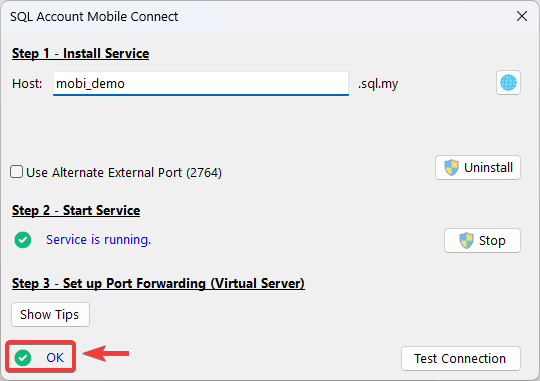 SQL Account Mobile Connect
Step 1 - Install Service
Host: mobi_demo .sql.my
Use Alternate External Port (2764)
Uninstall
Step 2 - Start Service
Service is running.
Stop
Step 3 - Set up Port Forwarding (Virtual Server)
Show Tips
OK
Test Connection